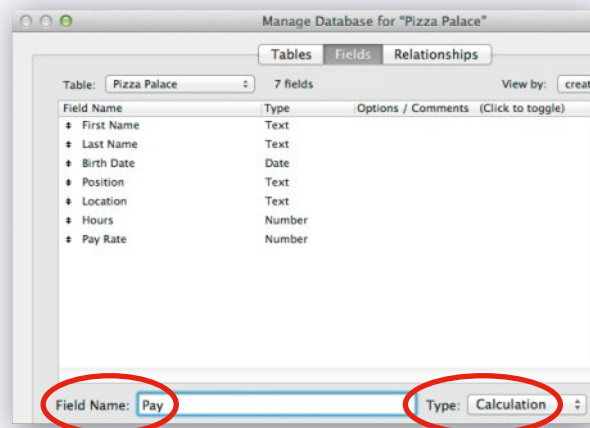 Manage Database for "Pizza Palace"
Tables Fields Relationships
Table: Pizza Palace 7 fields View by:
Field Name Type Options / Comments (Click to toggle)
First Name Text
Last Name Text
Birth Date Date
Position Text
Location Text
Hours Number
Pay Rate Number
Field Name: Pay Type: Calculation